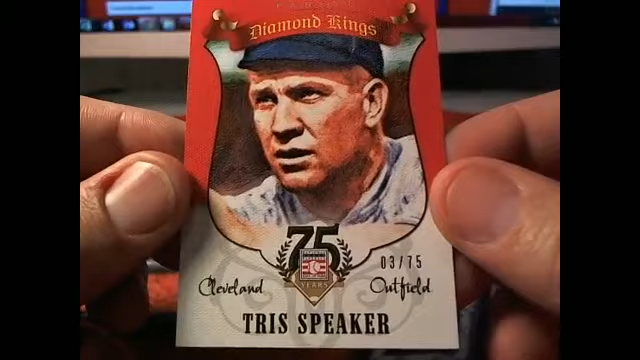 Diamond Kings
75
03/75
YEARS
Cleveland
Outfield
TRIS SPEAKER